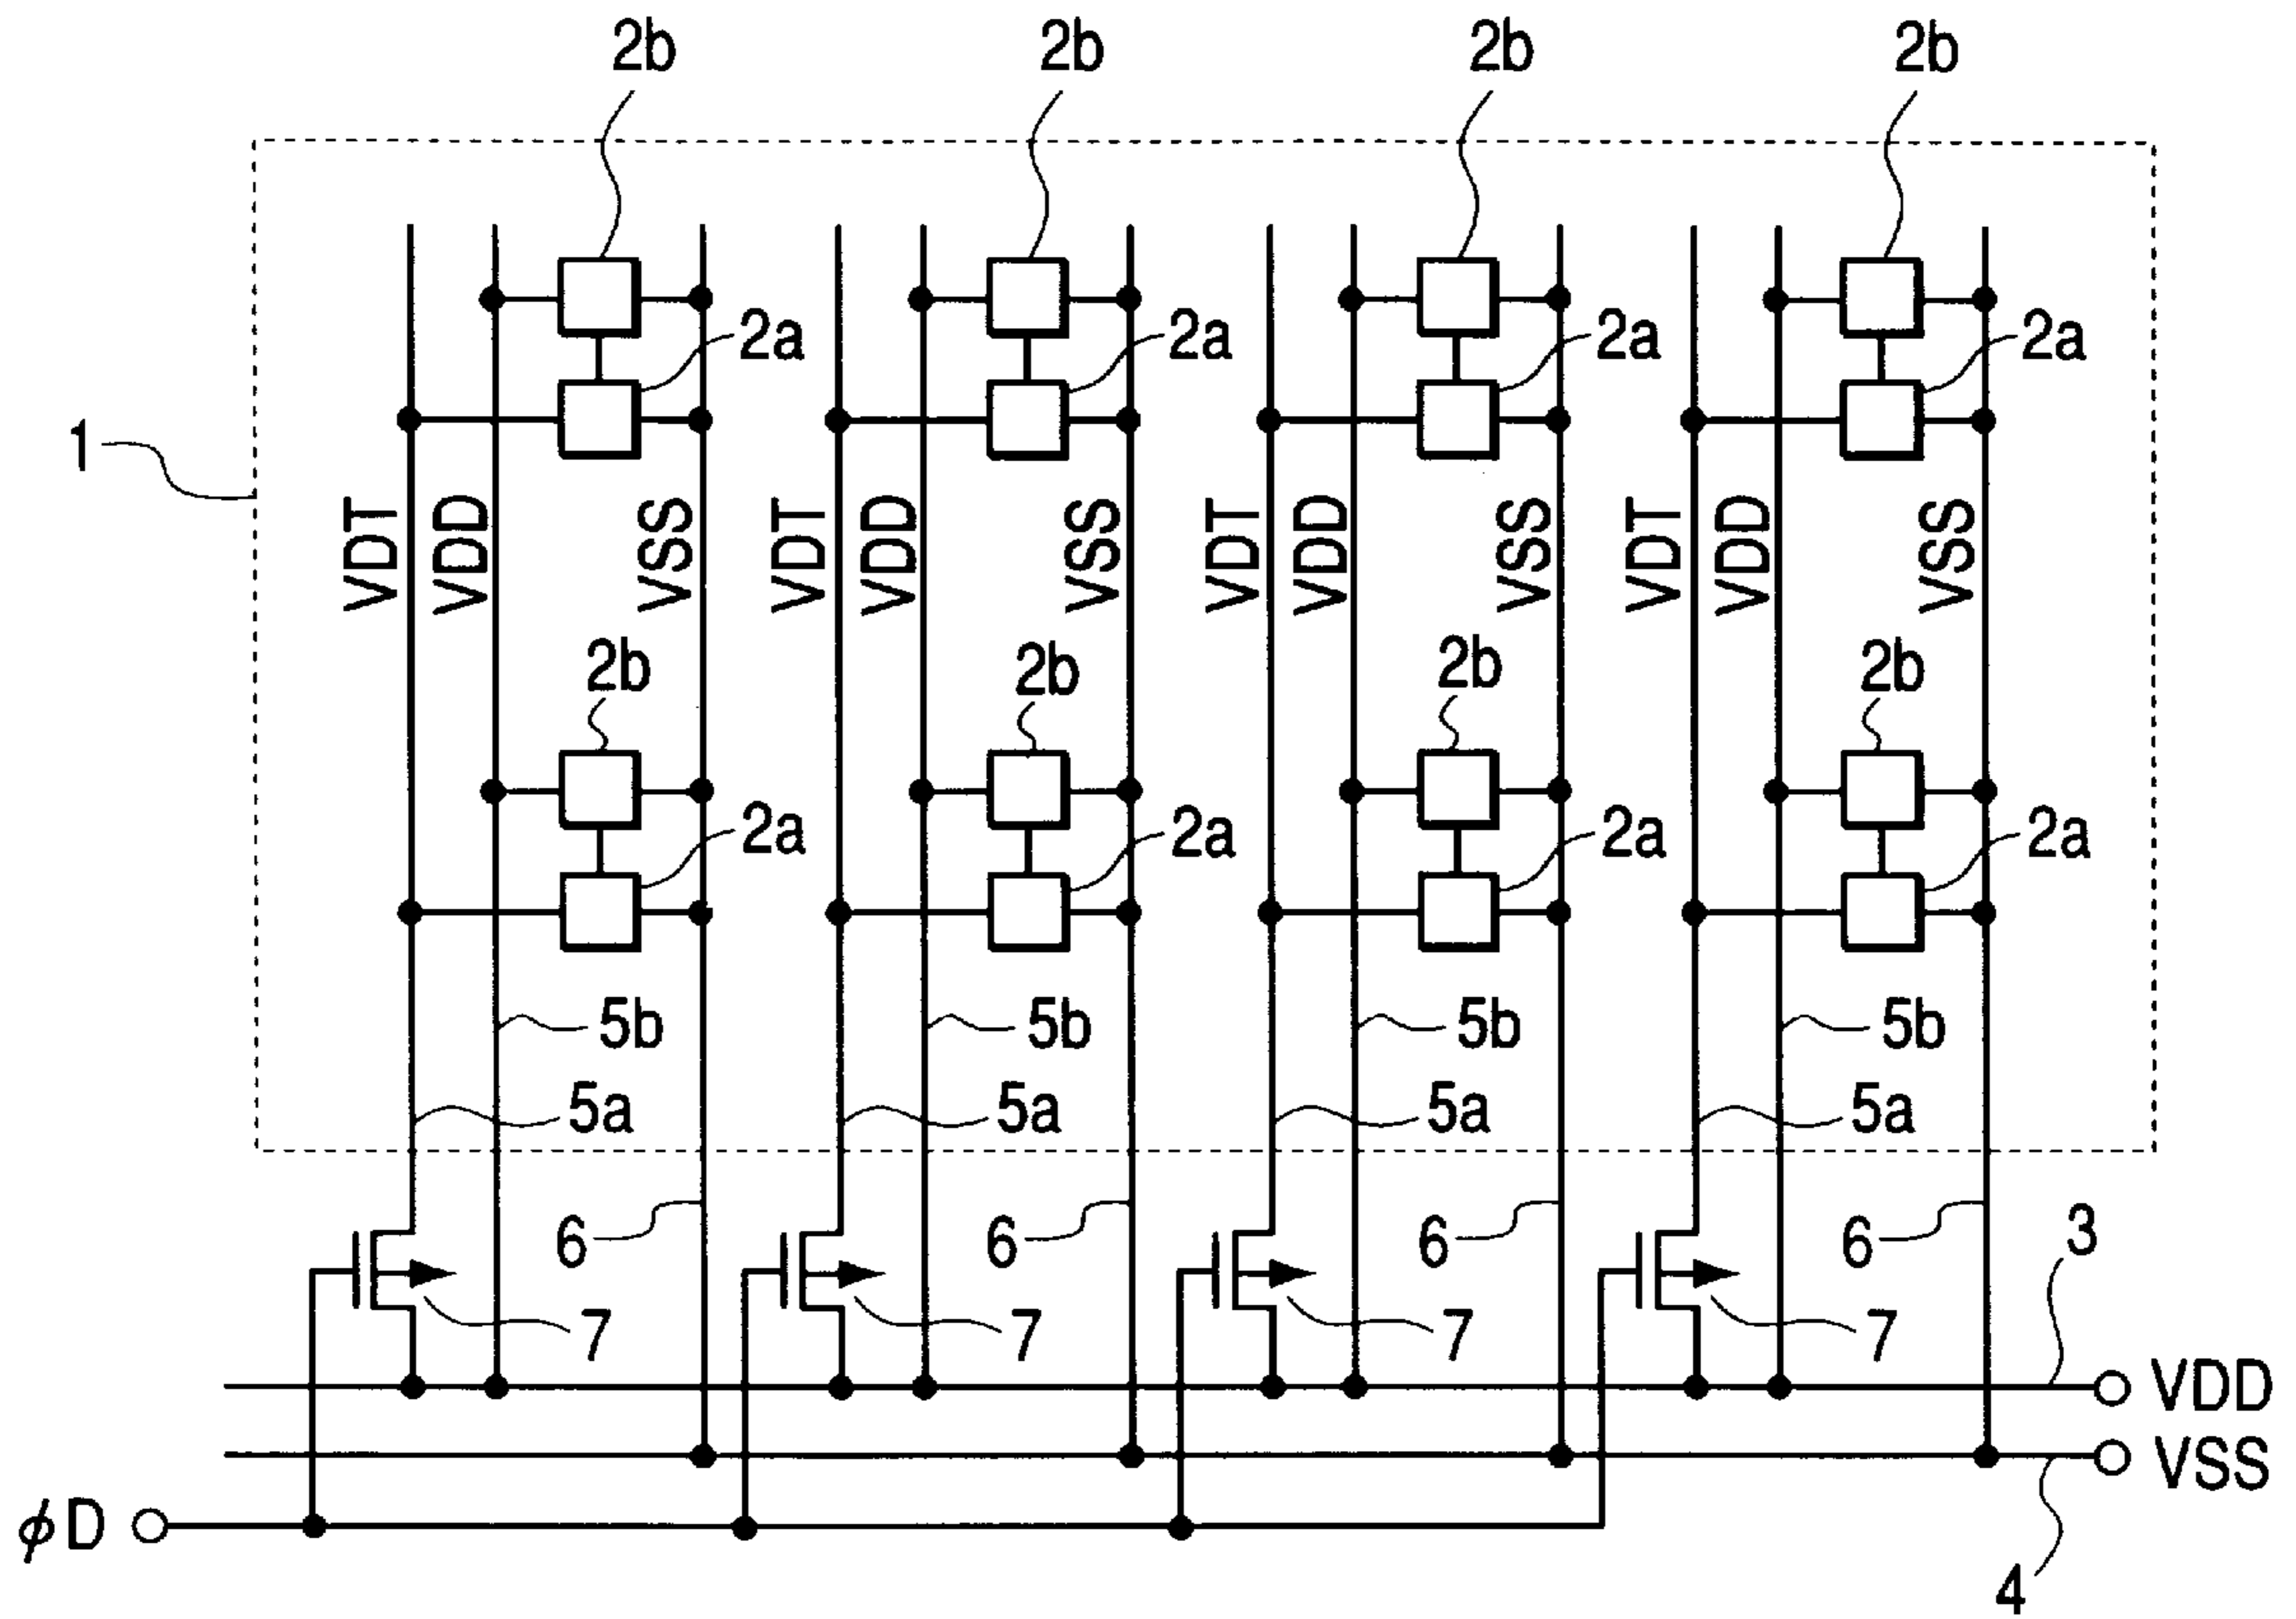 2b 2b 2b 2b
2a 2a 2a 2a
1
VDT VDD VSS VDT VDD VSS VDT VDD VSS VDT VDD VSS
2b 2b 2b 2b
2a 2a 2a 2a
5b 5b 5b 5b
5a 5a 5a 5a
6 6 6 6 3
7 7 7 7
VDD
VSS
ϕD
4